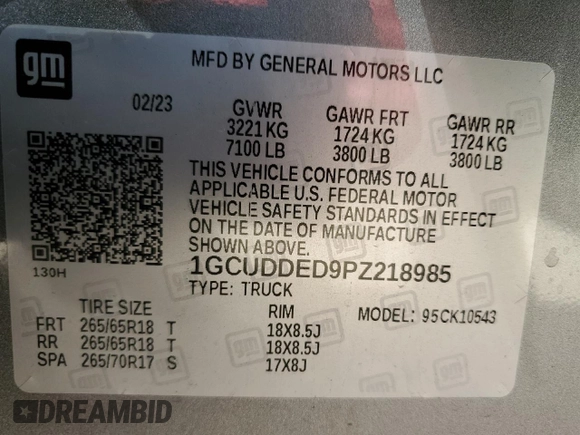 gm
MFD BY GENERAL MOTORS LLC
02/23
GVWR
3221 KG
7100 LB
GAWR FRT
1724 KG
3800 LB
GAWR RR
1724 KG
3800 LB
THIS VEHICLE CONFORMS TO ALL
APPLICABLE U.S. FEDERAL MOTOR
VEHICLE SAFETY STANDARDS IN EFFECT
ON THE DATE OF MANUFACTURE
SHOWN ABOVE.
130H
1GCUDDED9PZ218985
TYPE: TRUCK
MODEL: 95CK10543
TIRE SIZE RIM
FRT 265/65R18 T 18X8.5J
RR 265/65R18 T 18X8.5J
SPA 265/70R17 S 17X8J
DREAMBID